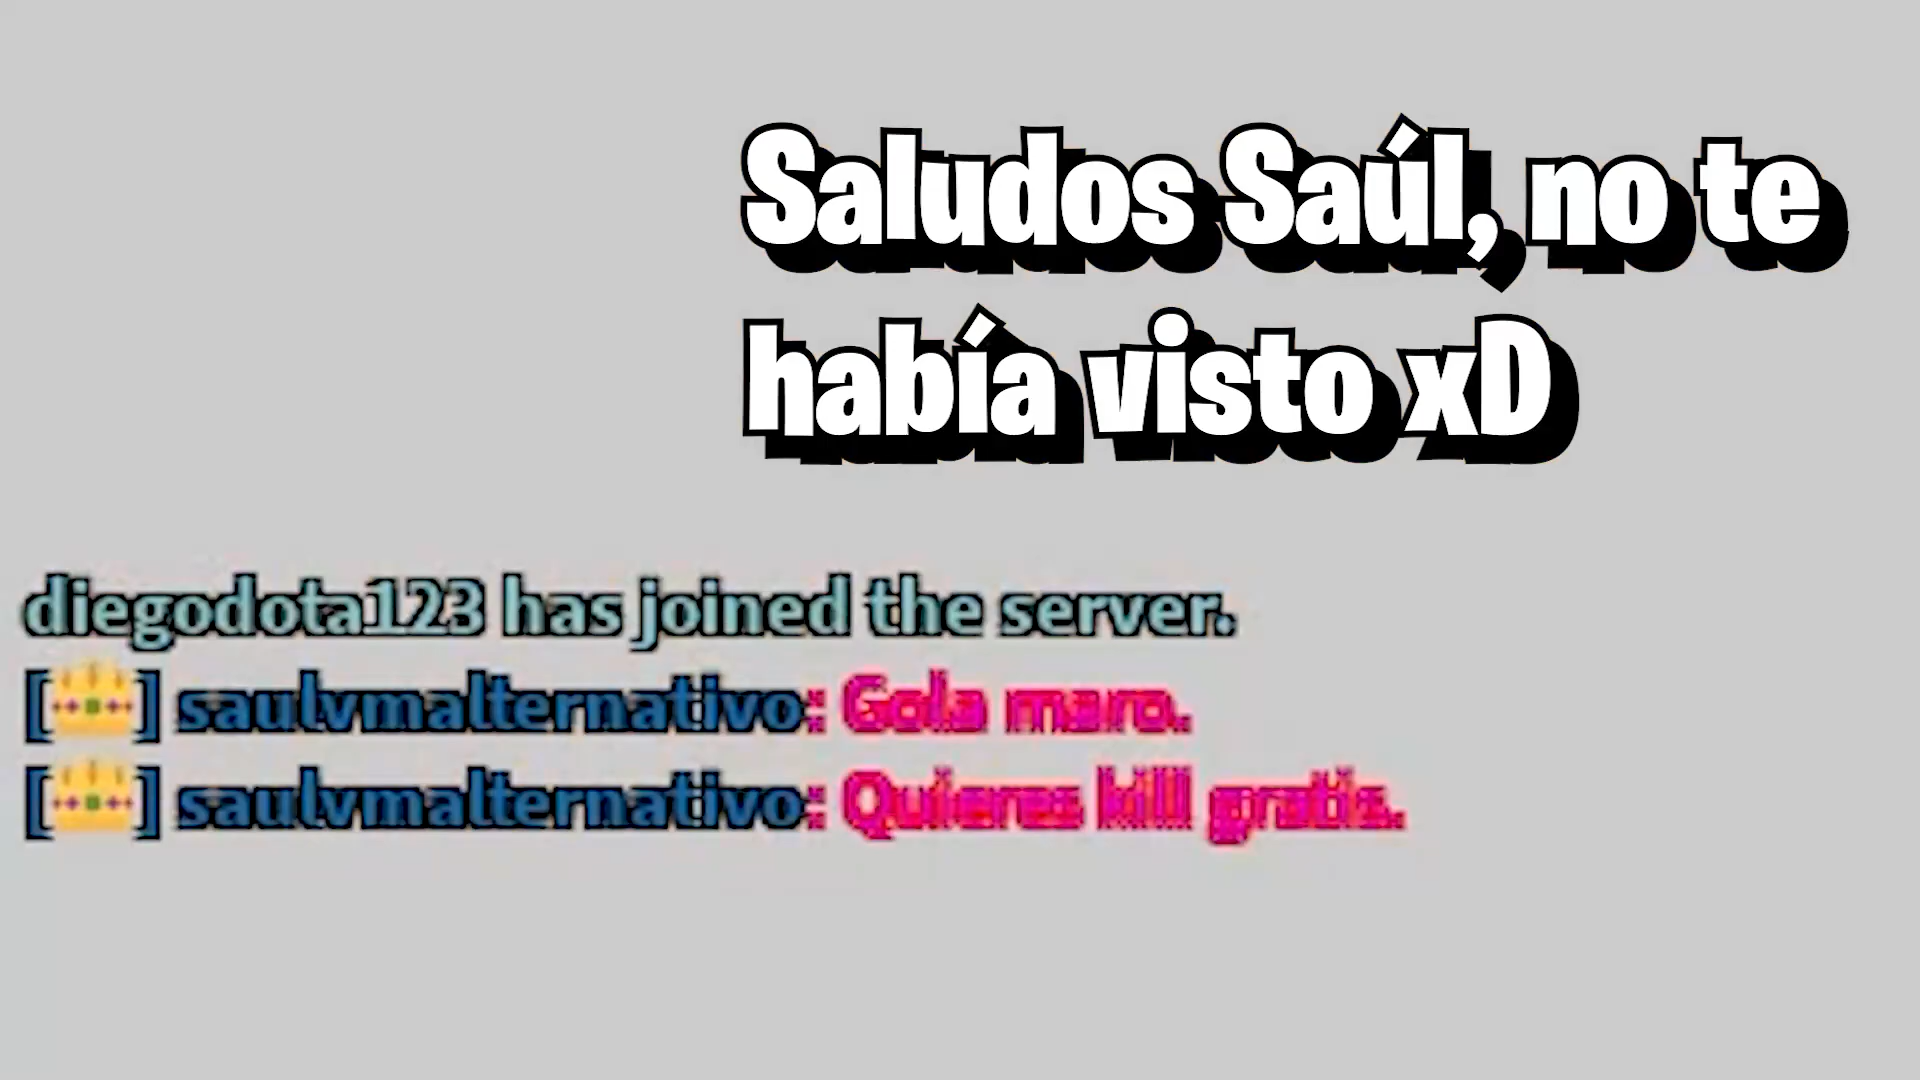 Saludos Saúl, no te
había visto xD
diegodota123 has joined the server.
[👑] saulvmalternativo: Gola maro.
[👑] saulvmalternativo: Quieres kill gratis.